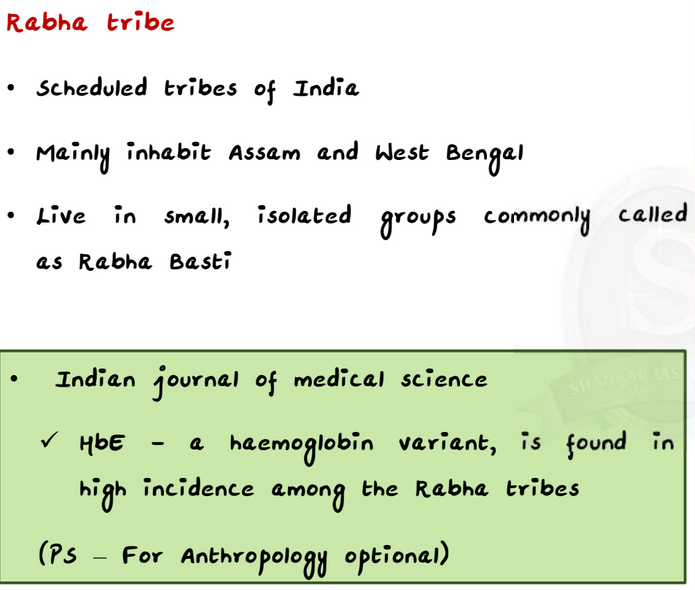 Rabha tribe
• Scheduled tribes of India
• Mainly inhabit Assam and West Bengal
• Live in small, isolated groups commonly called
as Rabha Basti
SHANKAR IAS
• Indian journal of medical science
✓ HbE – a haemoglobin variant, is found in
high incidence among the Rabha tribes
(PS – For Anthropology optional)